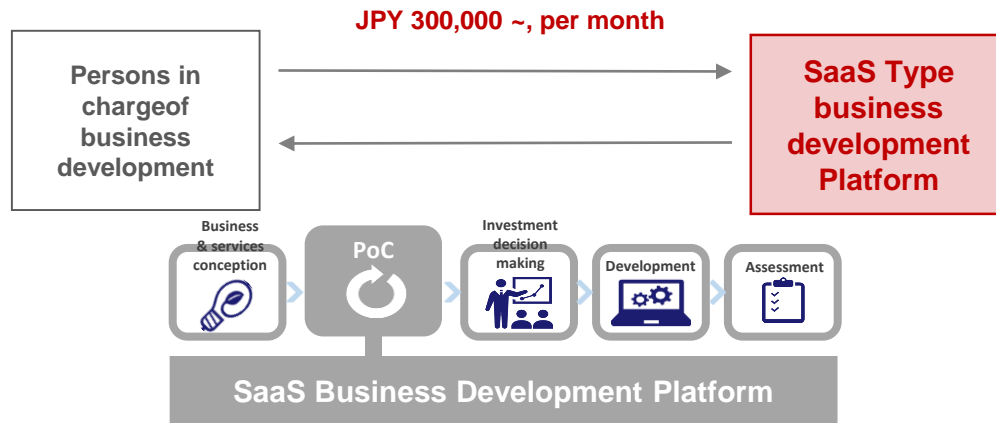 JPY 300,000 ~, per month
Persons in
chargeof
business
development
SaaS Type
business
development
Platform
Business
& services
conception
PoC
Investment
decision
making
Development
Assessment
SaaS Business Development Platform